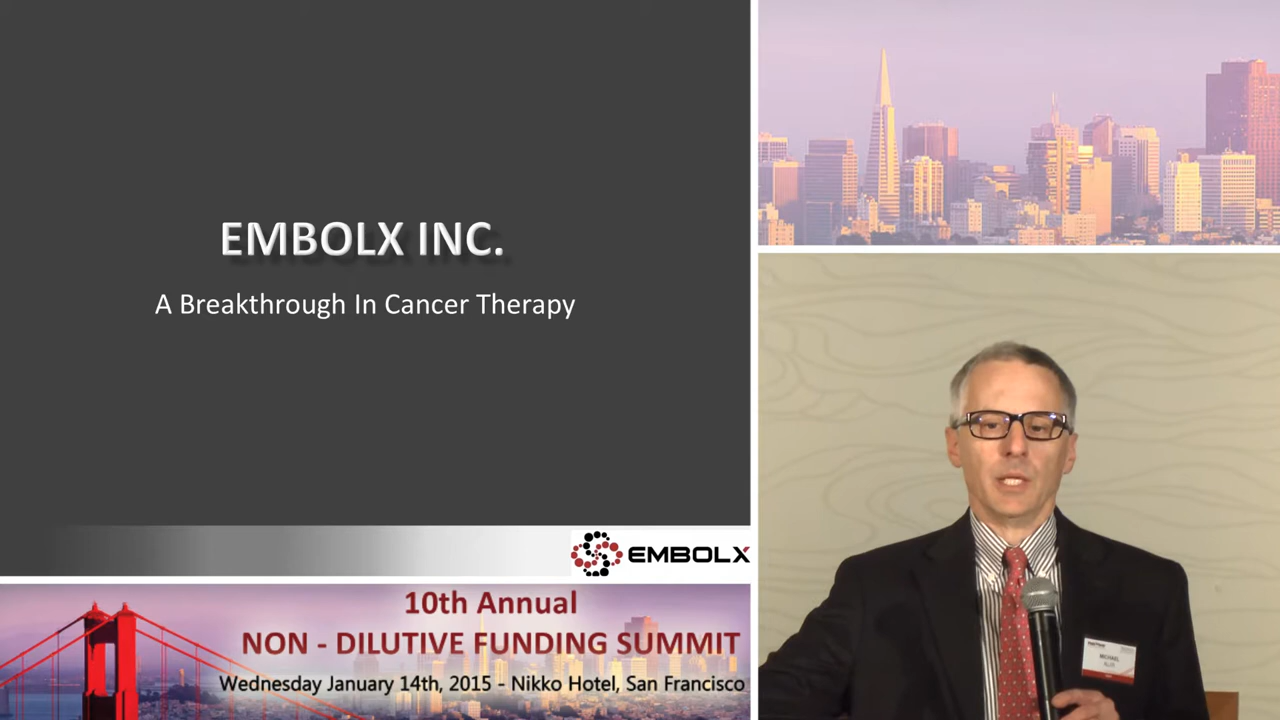 EMBOLX INC.
A Breakthrough In Cancer Therapy
EMBOLX
10th Annual
NON - DILUTIVE FUNDING SUMMIT
Wednesday January 14th, 2015 - Nikko Hotel, San Francisco
MICHAEL